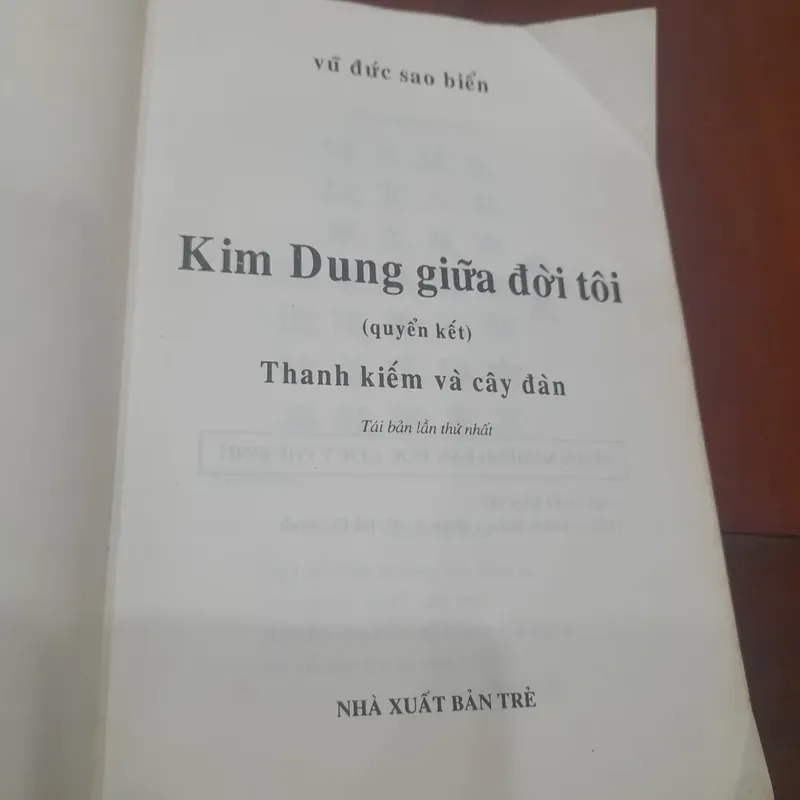 vũ đức sao biển
Kim Dung giữa đời tôi
(quyển kết)
Thanh kiếm và cây đàn
Tái bản lần thứ nhất
NHÀ XUẤT BẢN TRẺ